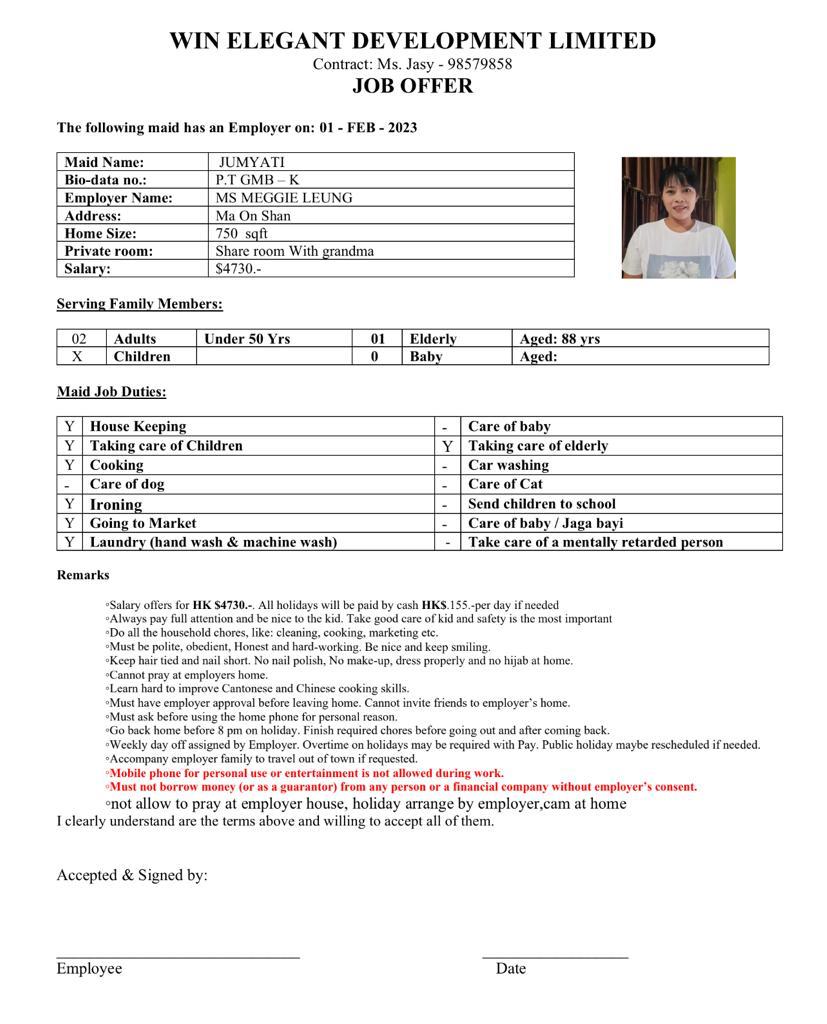 WIN ELEGANT DEVELOPMENT LIMITED
Contract: Ms. Jasy - 98579858
JOB OFFER
The following maid has an Employer on: 01 - FEB - 2023
Maid Name: JUMYATI
Bio-data no.: P.T GMB – K
Employer Name: MS MEGGIE LEUNG
Address: Ma On Shan
Home Size: 750 sqft
Private room: Share room With grandma
Salary: $4730.-
Serving Family Members:
02 Adults Under 50 Yrs 01 Elderly Aged: 88 yrs
X Children 0 Baby Aged:
Maid Job Duties:
Y House Keeping - Care of baby
Y Taking care of Children Y Taking care of elderly
Y Cooking - Car washing
- Care of dog - Care of Cat
Y Ironing - Send children to school
Y Going to Market - Care of baby / Jaga bayi
Y Laundry (hand wash & machine wash) - Take care of a mentally retarded person
Remarks
◦Salary offers for HK $4730.-. All holidays will be paid by cash HK$.155.-per day if needed
◦Always pay full attention and be nice to the kid. Take good care of kid and safety is the most important
◦Do all the household chores, like: cleaning, cooking, marketing etc.
◦Must be polite, obedient, Honest and hard-working. Be nice and keep smiling.
◦Keep hair tied and nail short. No nail polish, No make-up, dress properly and no hijab at home.
◦Cannot pray at employers home.
◦Learn hard to improve Cantonese and Chinese cooking skills.
◦Must have employer approval before leaving home. Cannot invite friends to employer’s home.
◦Must ask before using the home phone for personal reason.
◦Go back home before 8 pm on holiday. Finish required chores before going out and after coming back.
◦Weekly day off assigned by Employer. Overtime on holidays may be required with Pay. Public holiday maybe rescheduled if needed.
◦Accompany employer family to travel out of town if requested.
◦Mobile phone for personal use or entertainment is not allowed during work.
◦Must not borrow money (or as a guarantor) from any person or a financial company without employer’s consent.
◦not allow to pray at employer house, holiday arrange by employer,cam at home
I clearly understand are the terms above and willing to accept all of them.
Accepted & Signed by:
Employee Date